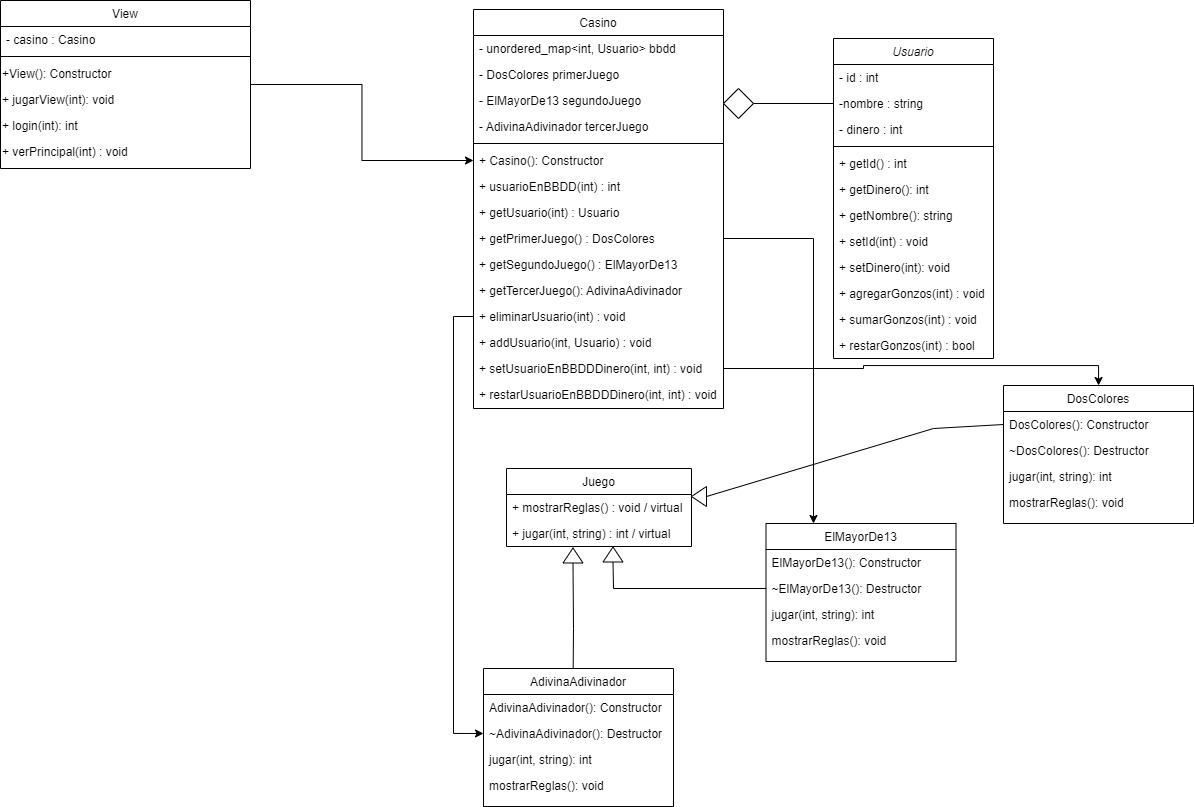 View
- casino : Casino
+View(): Constructor
+ jugarView(int): void
+ login(int): int
+ verPrincipal(int) : void
Casino
- unordered_map<int, Usuario> bbdd
- DosColores primerJuego
- ElMayorDe13 segundoJuego
- AdivinaAdivinador tercerJuego
+ Casino(): Constructor
+ usuarioEnBBDD(int) : int
+ getUsuario(int) : Usuario
+ getPrimerJuego() : DosColores
+ getSegundoJuego() : ElMayorDe13
+ getTercerJuego(): AdivinaAdivinador
+ eliminarUsuario(int) : void
+ addUsuario(int, Usuario) : void
+ setUsuarioEnBBDDDinero(int, int) : void
+ restarUsuarioEnBBDDDinero(int, int) : void
Usuario
- id : int
-nombre : string
- dinero : int
+ getId() : int
+ getDinero(): int
+ getNombre(): string
+ setId(int) : void
+ setDinero(int): void
+ agregarGonzos(int) : void
+ sumarGonzos(int) : void
+ restarGonzos(int) : bool
DosColores
DosColores(): Constructor
~DosColores(): Destructor
jugar(int, string): int
mostrarReglas(): void
Juego
+ mostrarReglas() : void / virtual
+ jugar(int, string) : int / virtual
ElMayorDe13
ElMayorDe13(): Constructor
~ElMayorDe13(): Destructor
jugar(int, string): int
mostrarReglas(): void
AdivinaAdivinador
AdivinaAdivinador(): Constructor
~AdivinaAdivinador(): Destructor
jugar(int, string): int
mostrarReglas(): void